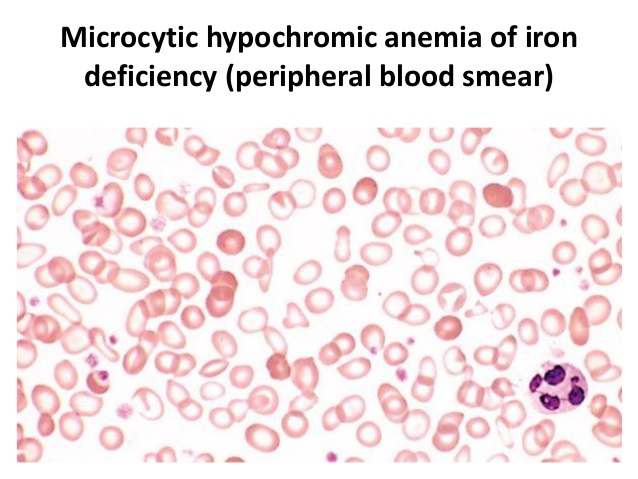 Microcytic hypochromic anemia of iron
deficiency (peripheral blood smear)